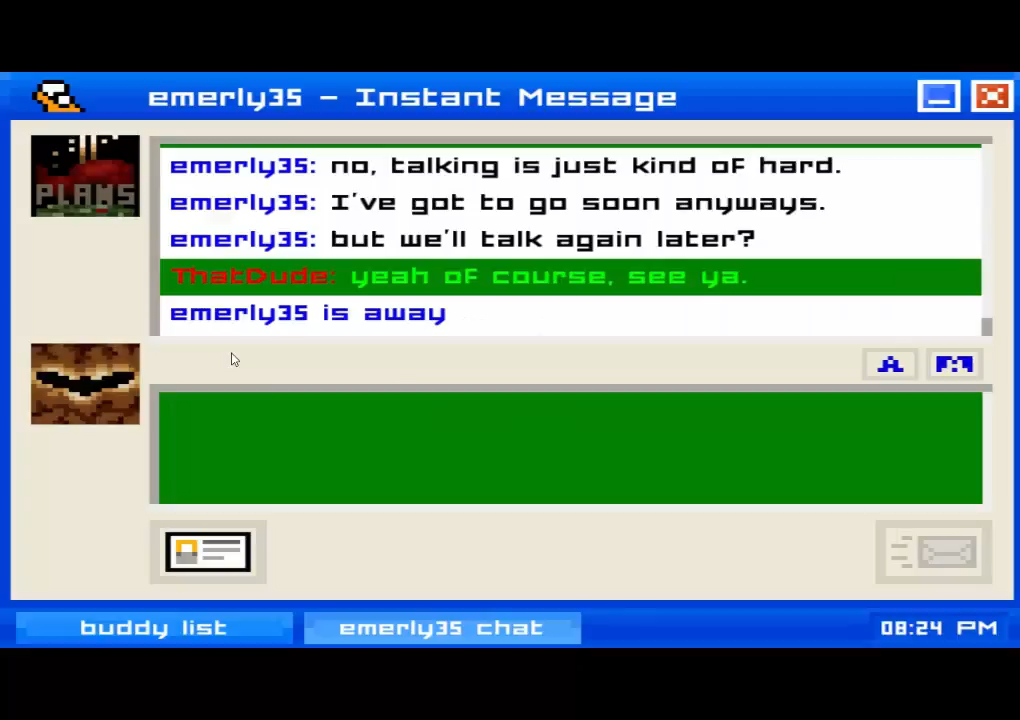 emerly35 - Instant Message
PLANS
emerly35: no, talking is just kind of hard.
emerly35: I've got to go soon anyways.
emerly35: but we'll talk again later?
ThatDude: yeah of course, see ya.
emerly35 is away
A
buddy list
emerly35 chat
08:24 PM